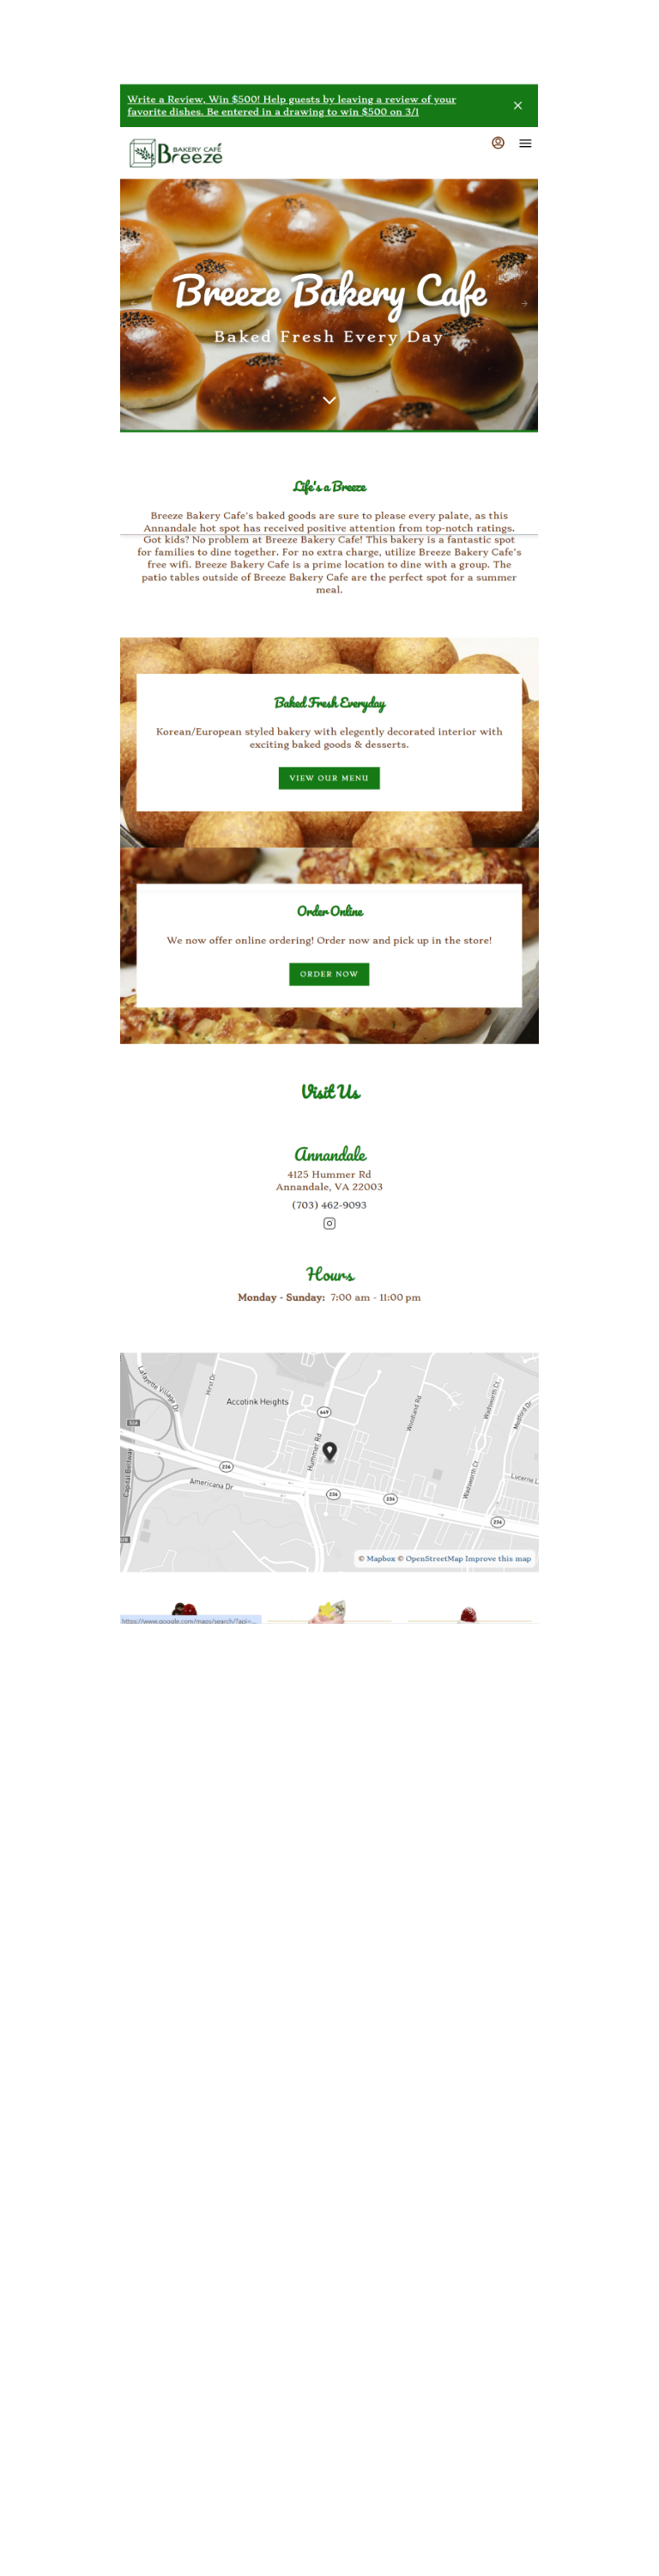 Write a Review, Win $500! Help guests by leaving a review of your
favorite dishes. Be entered in a drawing to win $500 on 3/1
BAKERY CAFÉ
Breeze
Breeze Bakery Cafe
Baked Fresh Every Day
Life's a Breeze
Breeze Bakery Cafe's baked goods are sure to please every palate, as this
Annandale hot spot has received positive attention from top-notch ratings.
Got kids? No problem at Breeze Bakery Cafe! This bakery is a fantastic spot
for families to dine together. For no extra charge, utilize Breeze Bakery Cafe's
free wifi. Breeze Bakery Cafe is a prime location to dine with a group. The
patio tables outside of Breeze Bakery Cafe are the perfect spot for a summer
meal.
Baked Fresh Everyday
Korean/European styled bakery with elegently decorated interior with
exciting baked goods & desserts.
VIEW OUR MENU
Order Online
We now offer online ordering! Order now and pick up in the store!
ORDER NOW
Visit Us
Annandale
4125 Hummer Rd
Annandale, VA 22003
(703) 462-9093
Hours
Monday - Sunday: 7:00 am - 11:00 pm
Lafayette Village Dr
Hirst Dr
Accotink Heights
649
Woodland Rd
Wadsworth Ct
Medford Dr
Hummer Rd
236
Americana Dr
Capital Beltway
Wadsworth Ct
Lucerne L
236
236
236
© Mapbox © OpenStreetMap Improve this map
https://www.google.com/maps/search/?api=...